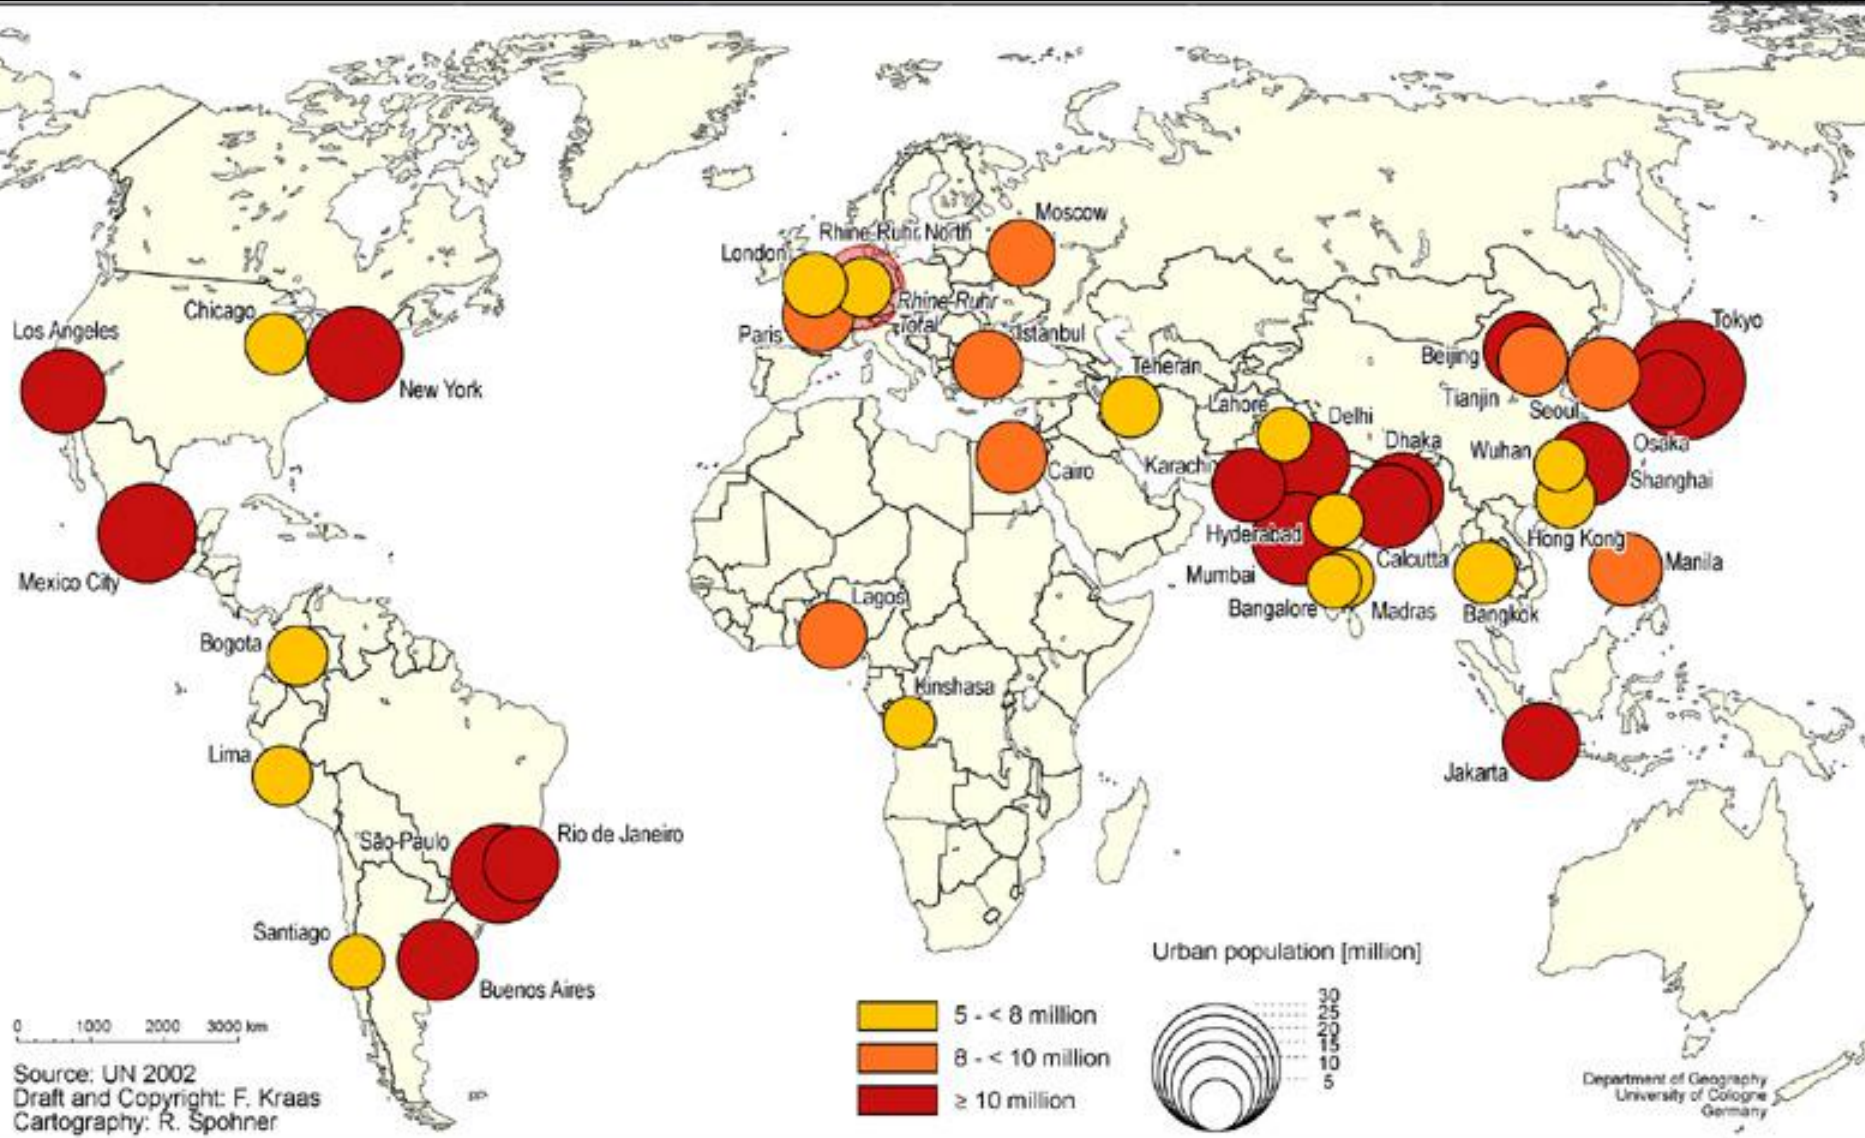 Moscow
Rhine-Ruhr North
London
Rhine-Ruhr
Total
Paris
Istanbul
Chicago
Los Angeles
New York
Teheran
Tokyo
Beijing
Tianjin
Seoul
Lahore
Delhi
Dhaka
Osaka
Wuhan
Shanghai
Karachi
Cairo
Hyderabad
Hong Kong
Calcutta
Manila
Mumbai
Bangalore
Madras
Bangkok
Mexico City
Lagos
Bogota
Kinshasa
Lima
Jakarta
São-Paulo
Rio de Janeiro
Santiago
Buenos Aires
0 1000 2000 3000 km
Source: UN 2002
Draft and Copyright: F. Kraas
Cartography: R. Spohner
5 - < 8 million
8 - < 10 million
≥ 10 million
Urban population [million]
30
25
20
15
10
5
Department of Geography
University of Cologne
Germany